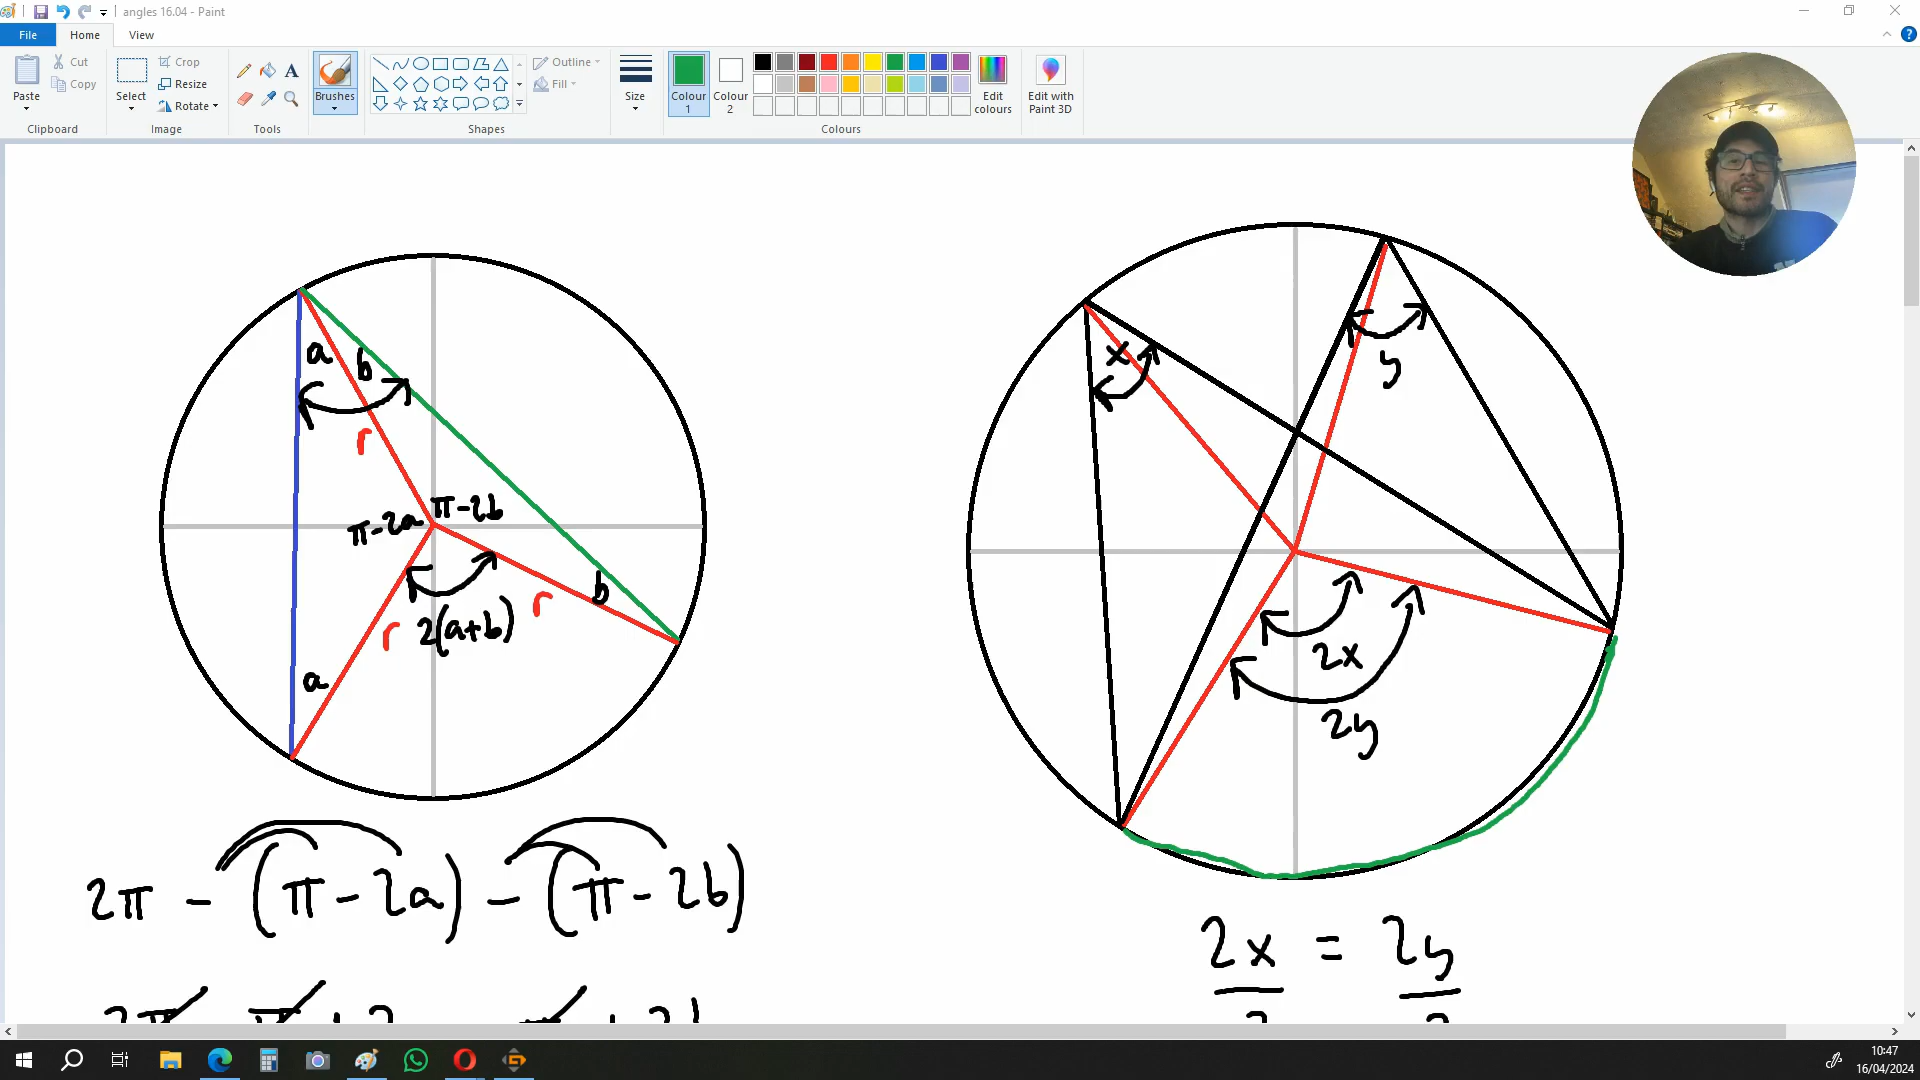 angles 16.04 - Paint
File Home View
Paste
Cut
Copy
Clipboard
Select
Crop
Resize
Rotate
Image
A
Tools
Brushes
Shapes
Outline
Fill
Size
Colour 1
Colour 2
Edit colours
Colours
Edit with Paint 3D
a
b
r
π-2a
π-2b
r
2(a+b)
r
b
a
2π - (π - 2a) - (π - 2b)
x
y
2x
2y
2x = 2y
10:47
16/04/2024